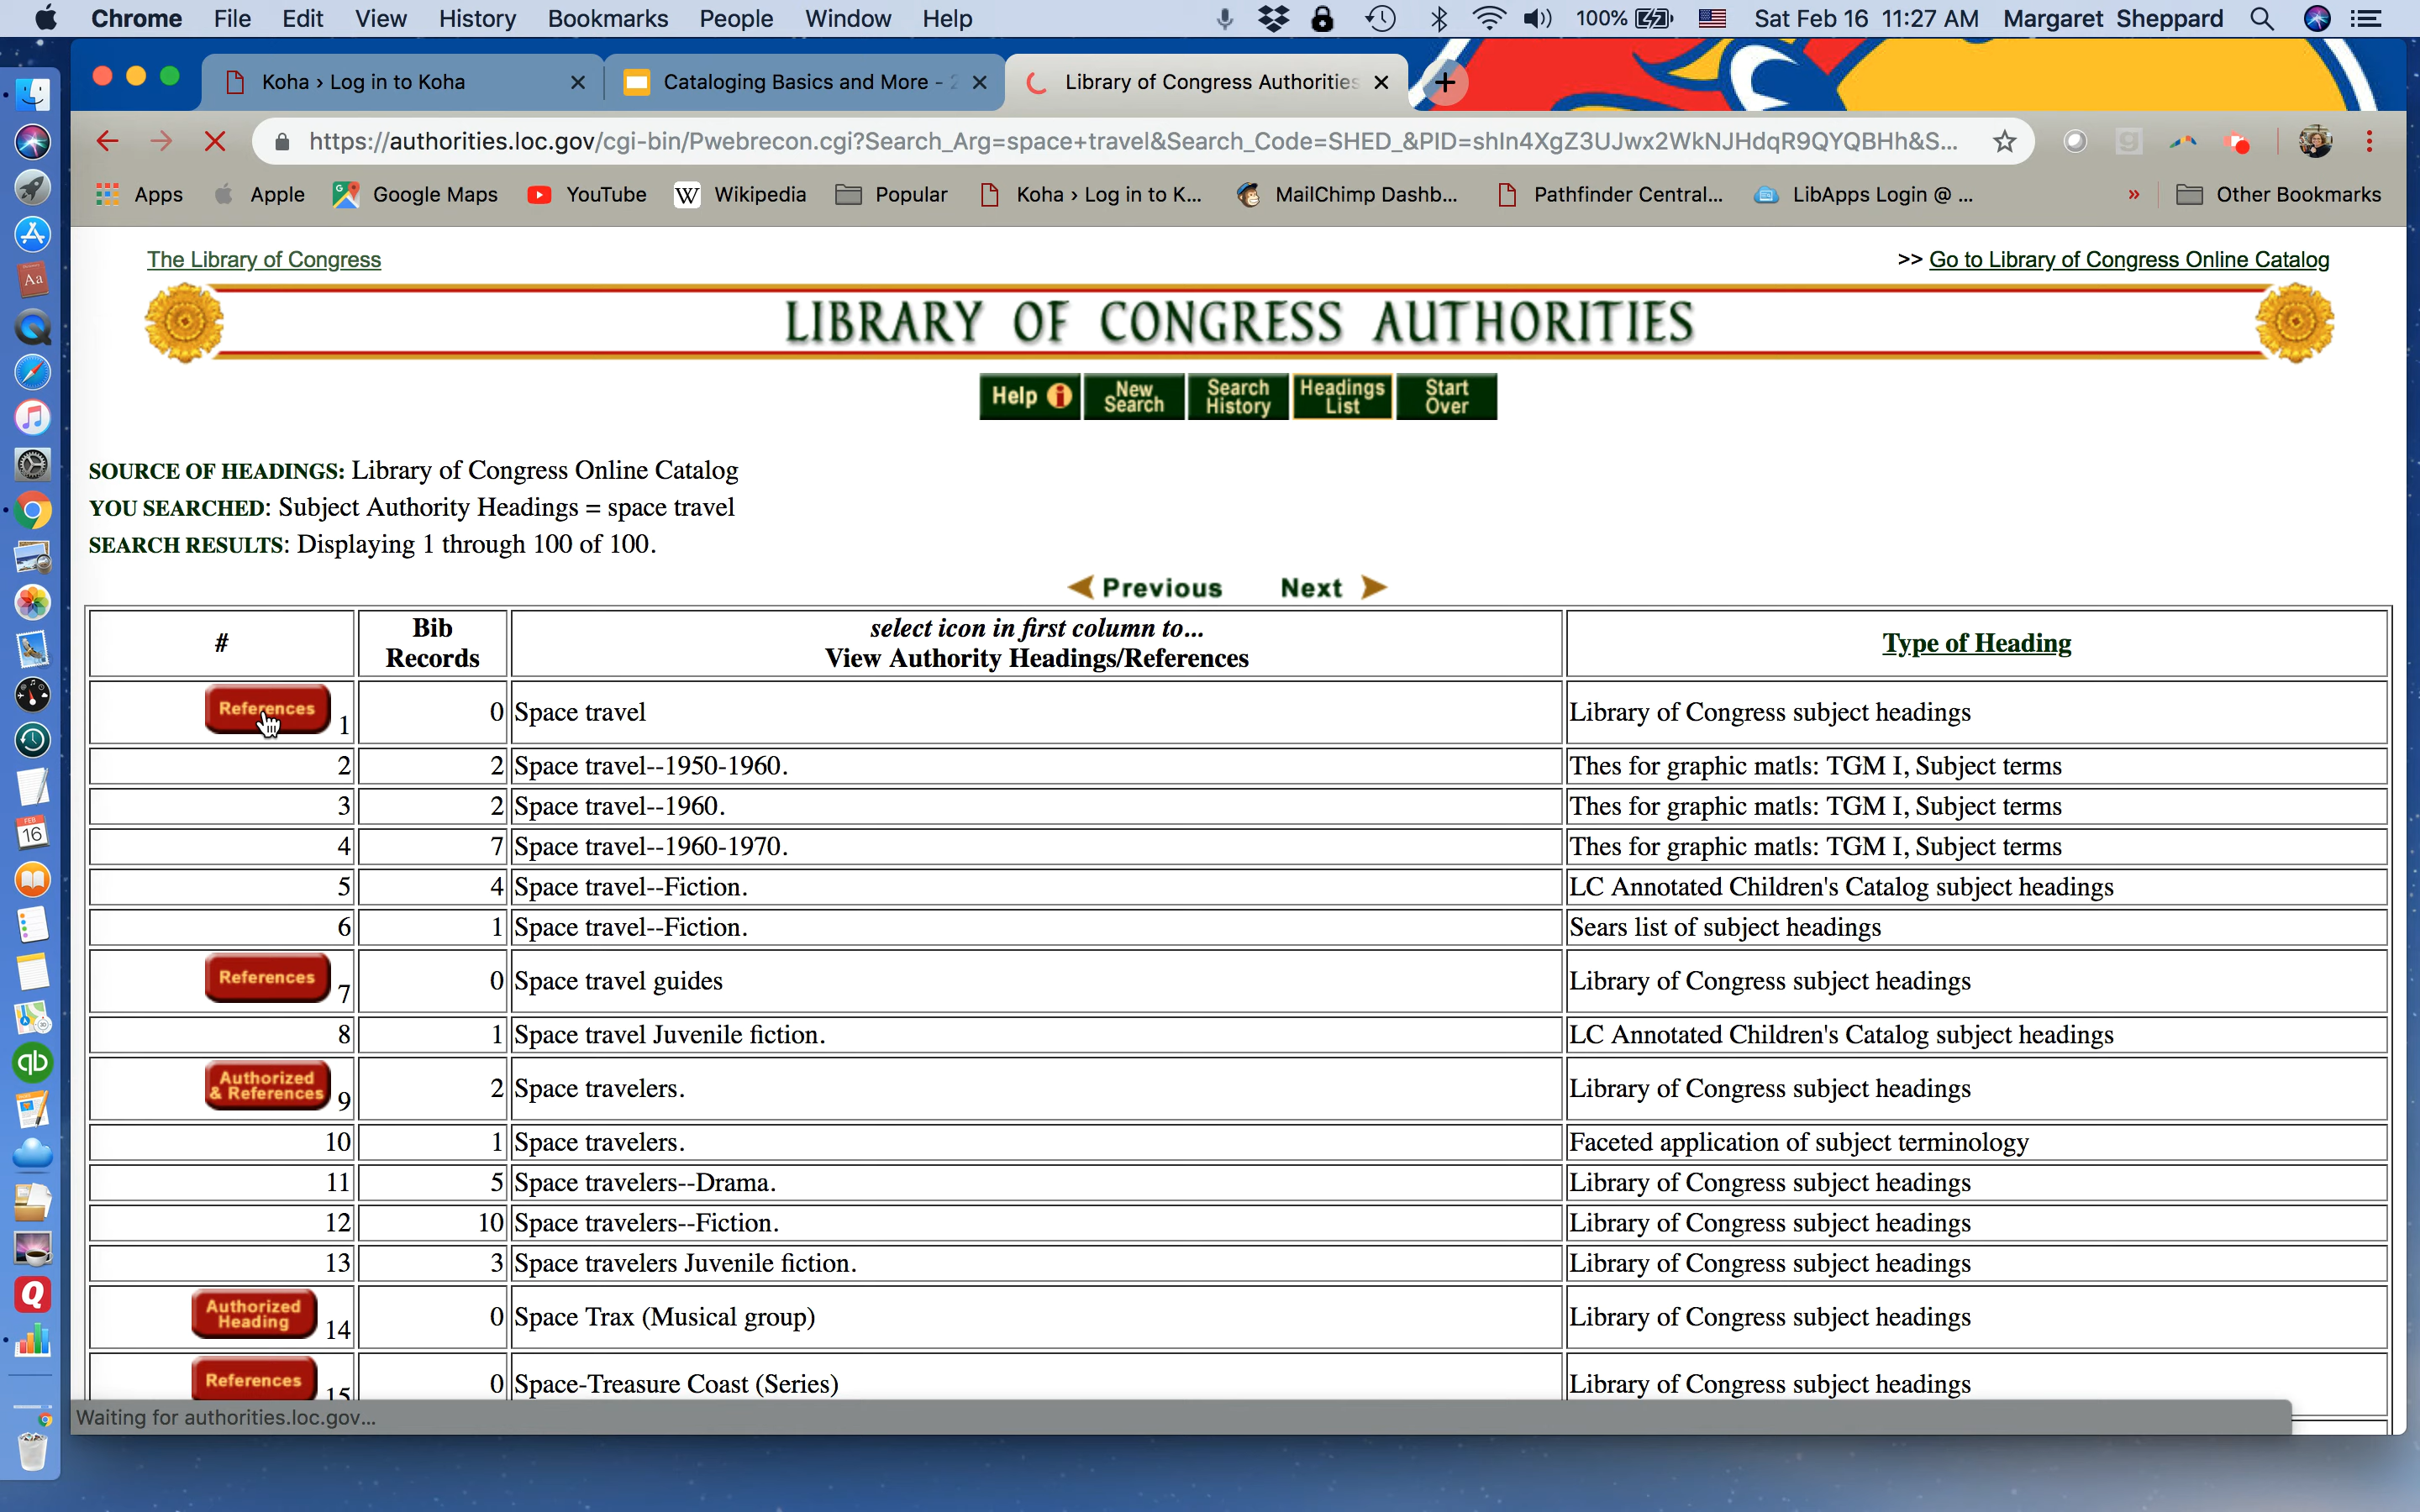 Chrome File Edit View History Bookmarks People Window Help 100% Sat Feb 16 11:27 AM Margaret Sheppard
Koha › Log in to Koha
Cataloging Basics and More -
Library of Congress Authorities
https://authorities.loc.gov/cgi-bin/Pwebrecon.cgi?Search_Arg=space+travel&Search_Code=SHED_&PID=shIn4XgZ3UJwx2WkNJHdqR9QYQBHh&S...
Apps Apple Google Maps YouTube Wikipedia Popular Koha › Log in to K... MailChimp Dashb... Pathfinder Central... LibApps Login @ ... » Other Bookmarks
The Library of Congress
>> Go to Library of Congress Online Catalog
LIBRARY OF CONGRESS AUTHORITIES
Help
New Search
Search History
Headings List
Start Over
SOURCE OF HEADINGS: Library of Congress Online Catalog
YOU SEARCHED: Subject Authority Headings = space travel
SEARCH RESULTS: Displaying 1 through 100 of 100.
Previous Next
# Bib Records select icon in first column to... View Authority Headings/References Type of Heading
References 1 0 Space travel Library of Congress subject headings
2 2 Space travel--1950-1960. Thes for graphic matls: TGM I, Subject terms
3 2 Space travel--1960. Thes for graphic matls: TGM I, Subject terms
4 7 Space travel--1960-1970. Thes for graphic matls: TGM I, Subject terms
5 4 Space travel--Fiction. LC Annotated Children's Catalog subject headings
6 1 Space travel--Fiction. Sears list of subject headings
References 7 0 Space travel guides Library of Congress subject headings
8 1 Space travel Juvenile fiction. LC Annotated Children's Catalog subject headings
Authorized & References 9 2 Space travelers. Library of Congress subject headings
10 1 Space travelers. Faceted application of subject terminology
11 5 Space travelers--Drama. Library of Congress subject headings
12 10 Space travelers--Fiction. Library of Congress subject headings
13 3 Space travelers Juvenile fiction. Library of Congress subject headings
Authorized Heading 14 0 Space Trax (Musical group) Library of Congress subject headings
References 15 0 Space-Treasure Coast (Series) Library of Congress subject headings
Waiting for authorities.loc.gov...